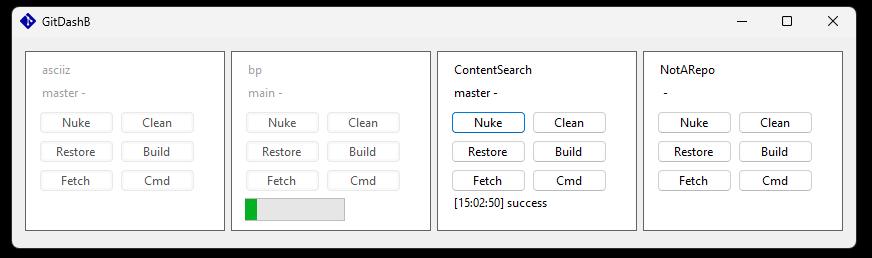 GitDashB
asciiz
master -
Nuke Clean
Restore Build
Fetch Cmd
bp
main -
Nuke Clean
Restore Build
Fetch Cmd
ContentSearch
master -
Nuke Clean
Restore Build
Fetch Cmd
[15:02:50] success
NotARepo
-
Nuke Clean
Restore Build
Fetch Cmd